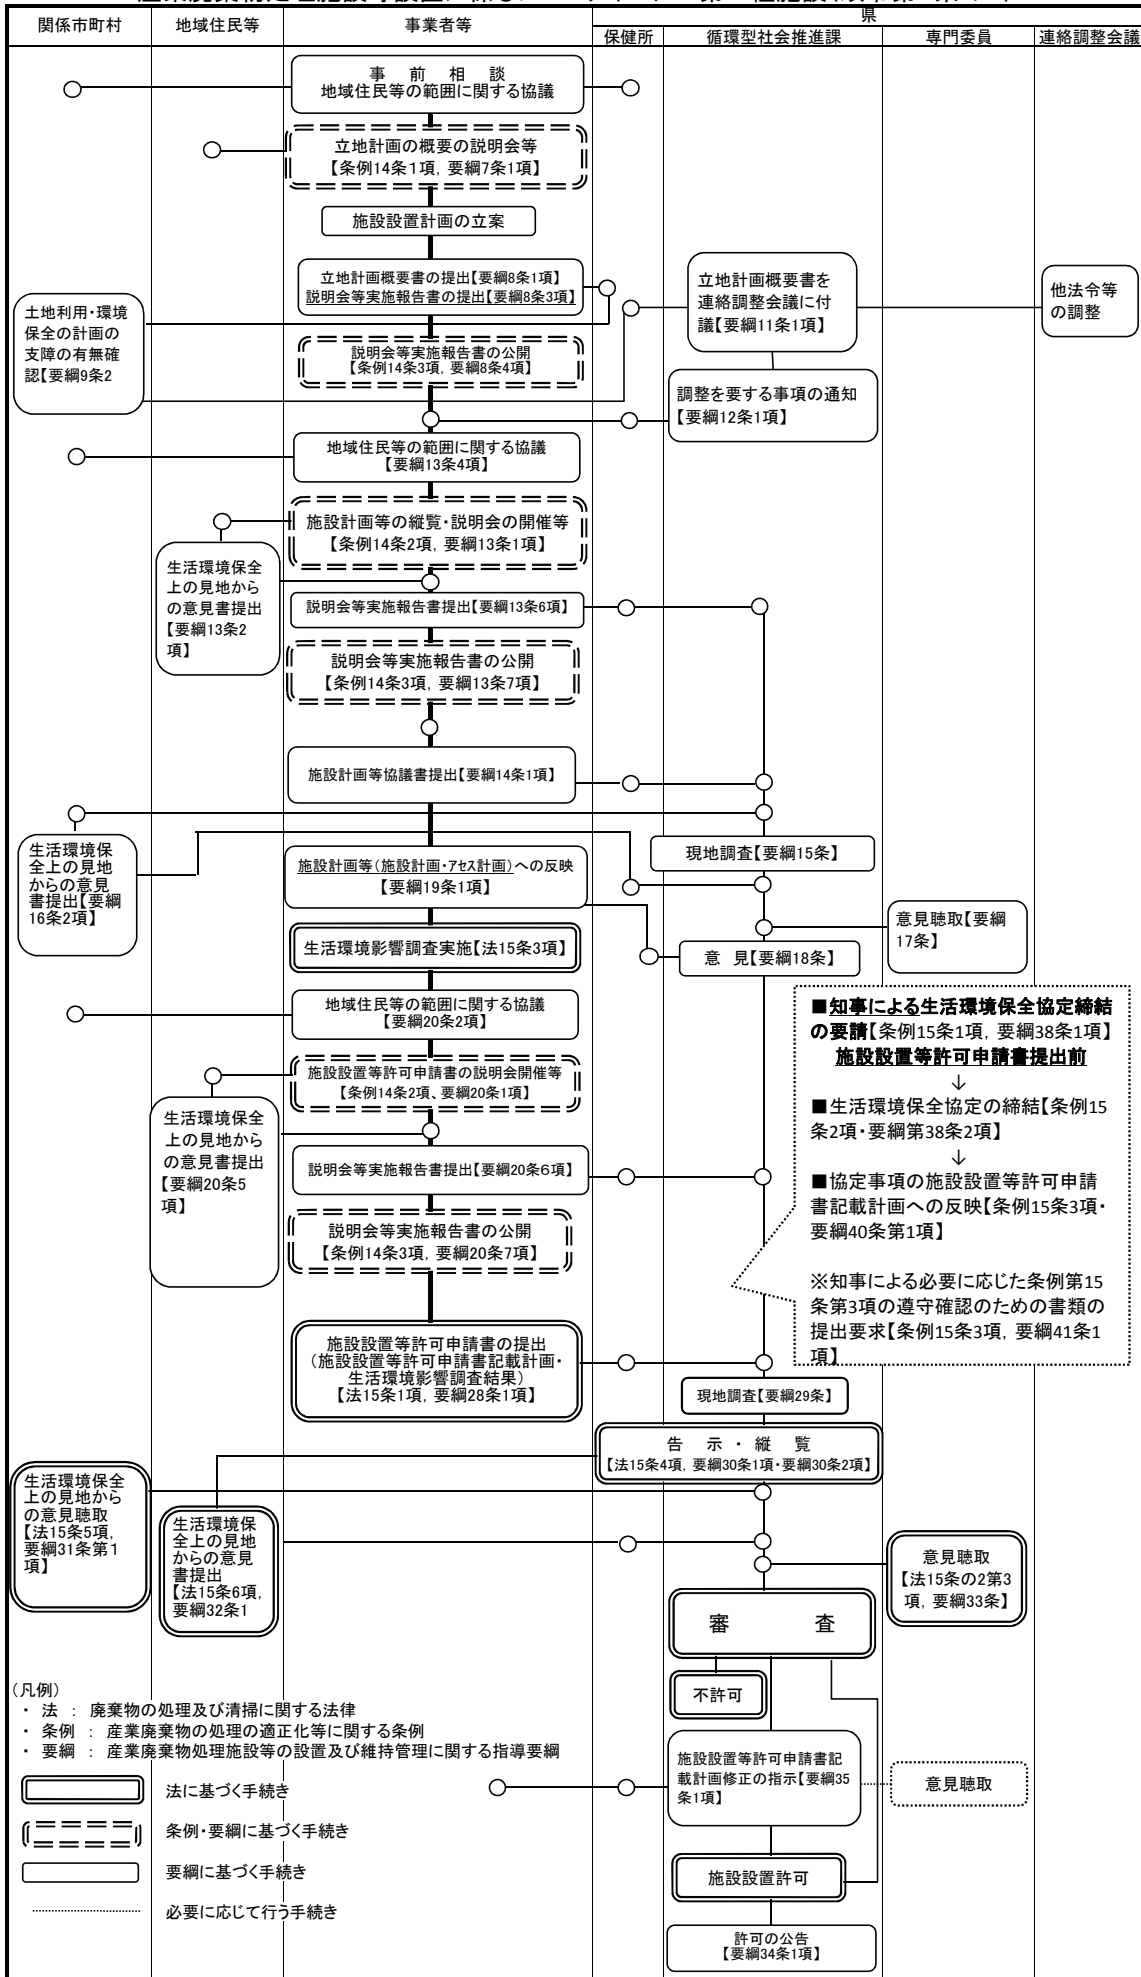 県
関係市町村
地域住民等
事業者等
保健所
循環型社会推進課
専門委員
連絡調整会議
事 前 相 談
地域住民等の範囲に関する協議
立地計画の概要の説明会等
【条例14条１項，要綱7条1項】
施設設置計画の立案
立地計画概要書の提出【要綱8条1項】
説明会等実施報告書の提出【要綱8条3項】
立地計画概要書を
連絡調整会議に付
議【要綱11条1項】
他法令等
の調整
土地利用・環境
保全の計画の
支障の有無確
認【要綱9条2
説明会等実施報告書の公開
【条例14条3項，要綱8条4項】
調整を要する事項の通知
【要綱12条1項】
地域住民等の範囲に関する協議
【要綱13条4項】
施設計画等の縦覧・説明会の開催等
【条例14条2項，要綱13条1項】
生活環境保全
上の見地から
の意見書提出
【要綱13条2
項】
説明会等実施報告書提出【要綱13条6項】
説明会等実施報告書の公開
【条例14条3項，要綱13条7項】
施設計画等協議書提出【要綱14条1項】
生活環境保
全上の見地
からの意見
書提出【要綱
16条2項】
現地調査【要綱15条】
施設計画等（施設計画・アセス計画）への反映
【要綱19条1項】
意見聴取【要綱
17条】
生活環境影響調査実施【法15条3項】
意 見【要綱18条】
地域住民等の範囲に関する協議
【要綱20条2項】
■知事による生活環境保全協定締結
の要請【条例15条1項，要綱38条1項】
施設設置等許可申請書提出前
↓
■生活環境保全協定の締結【条例15
条2項・要綱第38条2項】
↓
■協定事項の施設設置等許可申請
書記載計画への反映【条例15条3項・
要綱40条第1項】
※知事による必要に応じた条例第15
条第3項の遵守確認のための書類の
提出要求【条例15条3項，要綱41条1
項】
施設設置等許可申請書の説明会開催等
【条例14条2項、要綱20条1項】
生活環境保全
上の見地から
の意見書提出
【要綱20条5
項】
説明会等実施報告書提出【要綱20条６項】
説明会等実施報告書の公開
【条例14条3項，要綱20条7項】
施設設置等許可申請書の提出
（施設設置等許可申請書記載計画・
生活環境影響調査結果）
【法15条1項，要綱28条1項】
現地調査【要綱29条】
告 示 ・ 縦 覧
【法15条4項，要綱30条1項・要綱30条2項】
生活環境保全
上の見地から
の意見聴取
【法15条5項，
要綱31条第1
項】
生活環境保
全上の見地
からの意見
書提出
【法15条6項，
要綱32条1
意見聴取
【法15条の2第3
項，要綱33条】
審 査
不許可
（凡例）
・ 法 ： 廃棄物の処理及び清掃に関する法律
・ 条例 ： 産業廃棄物の処理の適正化等に関する条例
・ 要綱 ： 産業廃棄物処理施設等の設置及び維持管理に関する指導要綱
法に基づく手続き
条例・要綱に基づく手続き
要綱に基づく手続き
必要に応じて行う手続き
施設設置等許可申請書記
載計画修正の指示【要綱35
条1項】
意見聴取
施設設置許可
許可の公告
【要綱34条1項】